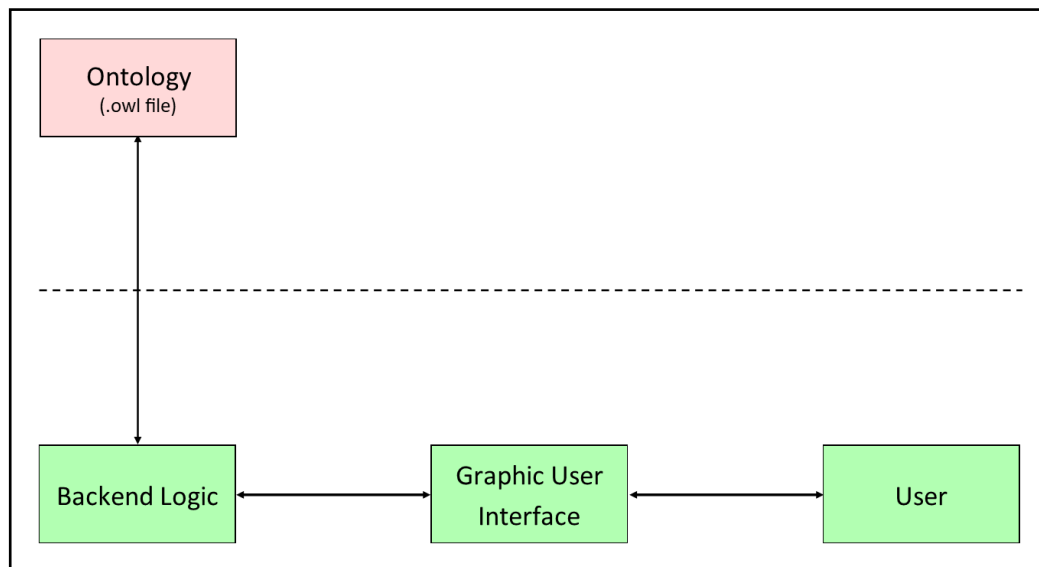 Ontology
(.owl file)
Backend Logic
Graphic User
Interface
User